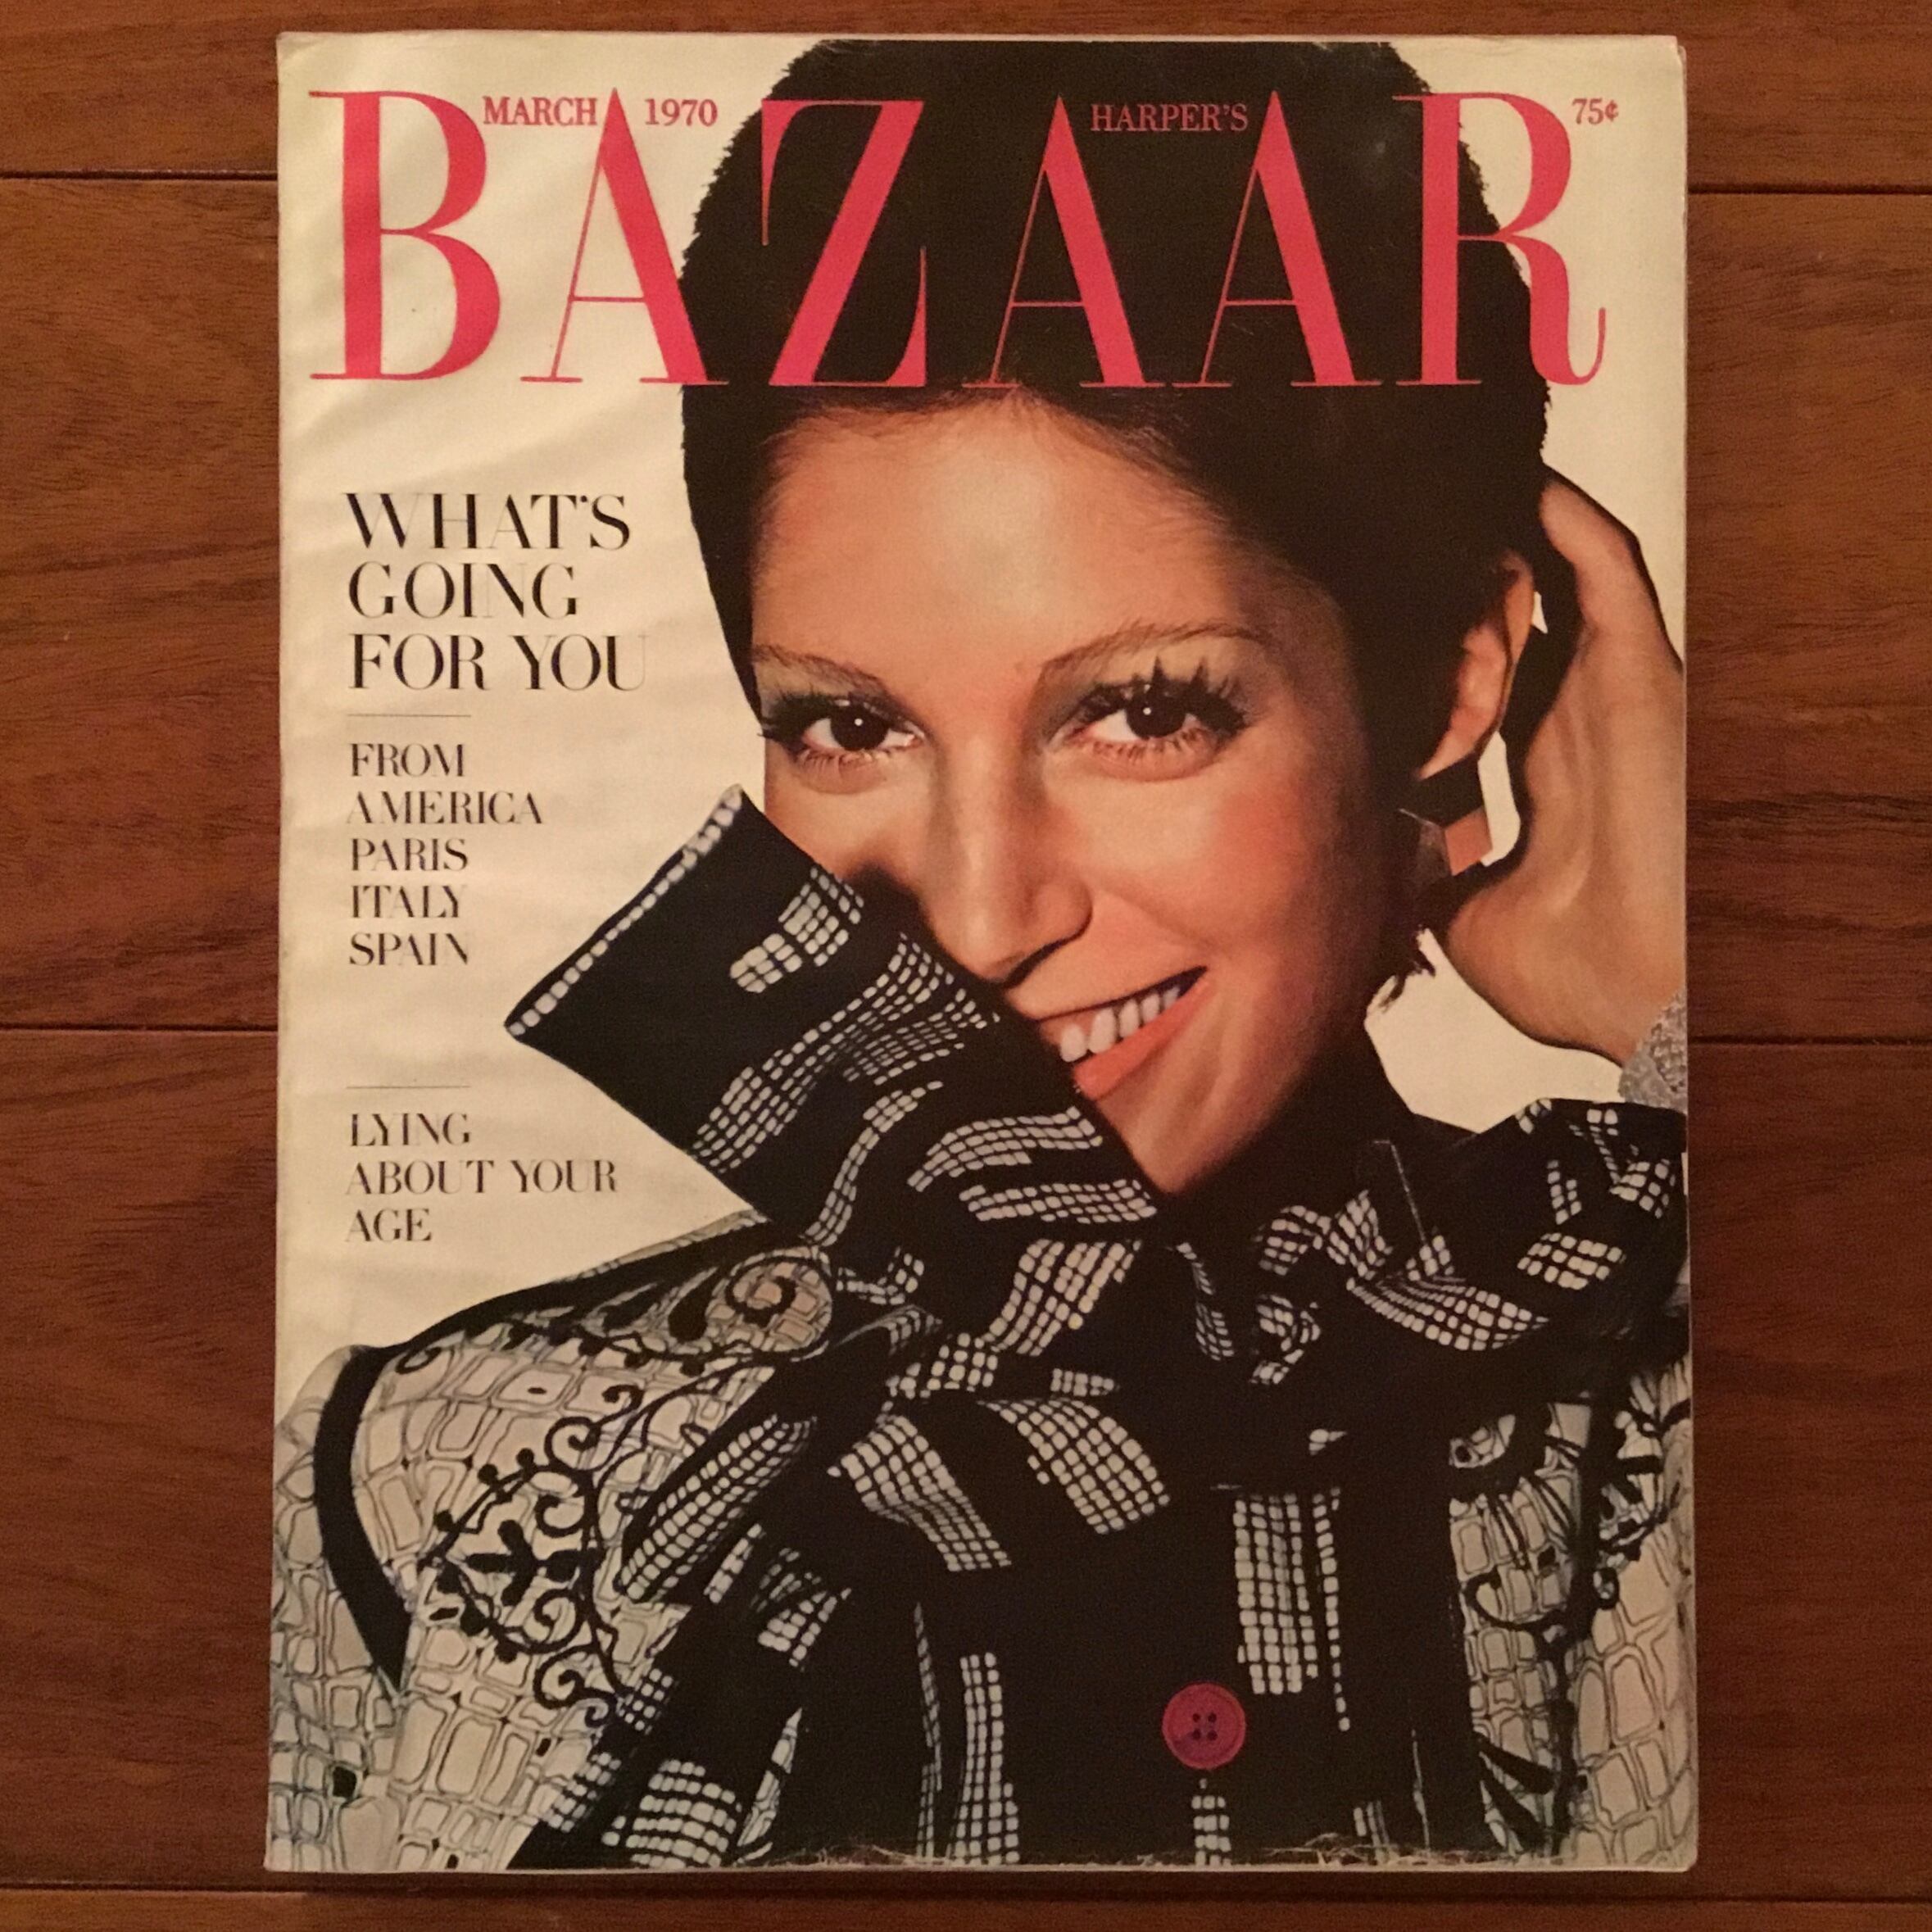 MARCH 1970 HARPER'S 75¢
BAZAAR
WHAT'S
GOING
FOR YOU
FROM
AMERICA
PARIS
ITALY
SPAIN
LYING
ABOUT YOUR
AGE